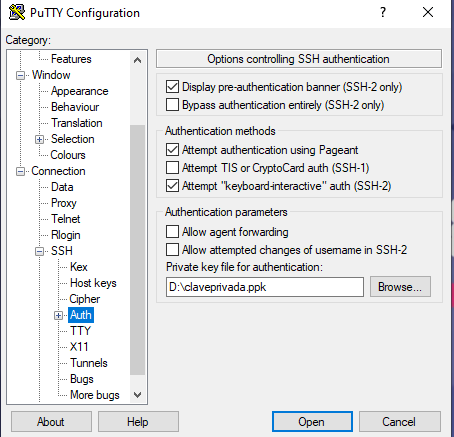 PuTTY Configuration
?
Category:
Features
Window
Appearance
Behaviour
Translation
Selection
Colours
Connection
Data
Proxy
Telnet
Rlogin
SSH
Kex
Host keys
Cipher
Auth
TTY
X11
Tunnels
Bugs
More bugs
Options controlling SSH authentication
Display pre-authentication banner (SSH-2 only)
Bypass authentication entirely (SSH-2 only)
Authentication methods
Attempt authentication using Pageant
Attempt TIS or CryptoCard auth (SSH-1)
Attempt "keyboard-interactive" auth (SSH-2)
Authentication parameters
Allow agent forwarding
Allow attempted changes of username in SSH-2
Private key file for authentication:
D:\claveprivada.ppk
Browse...
About
Help
Open
Cancel